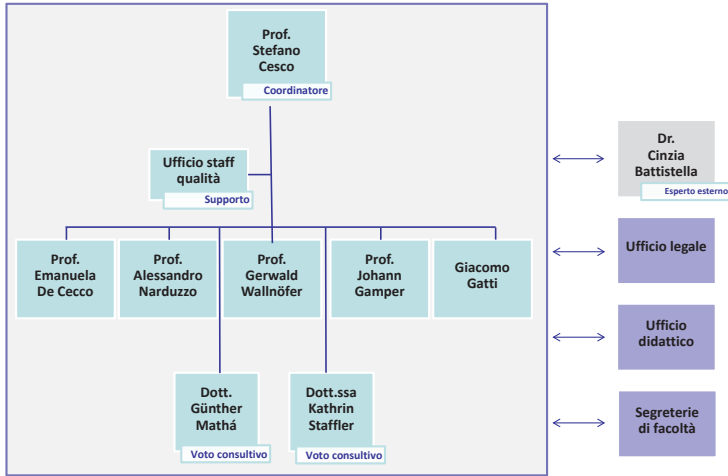 Prof.
Stefano
Cesco
Coordinatore
Ufficio staff
qualità
Supporto
Prof.
Emanuela
De Cecco
Prof.
Alessandro
Narduzzo
Prof.
Gerwald
Wallnöfer
Prof.
Johann
Gamper
Giacomo
Gatti
Dott.
Günther
Mathá
Voto consultivo
Dott.ssa
Kathrin
Staffler
Voto consultivo
Dr.
Cinzia
Battistella
Esperto esterno
Ufficio legale
Ufficio
didattico
Segreterie
di facoltà